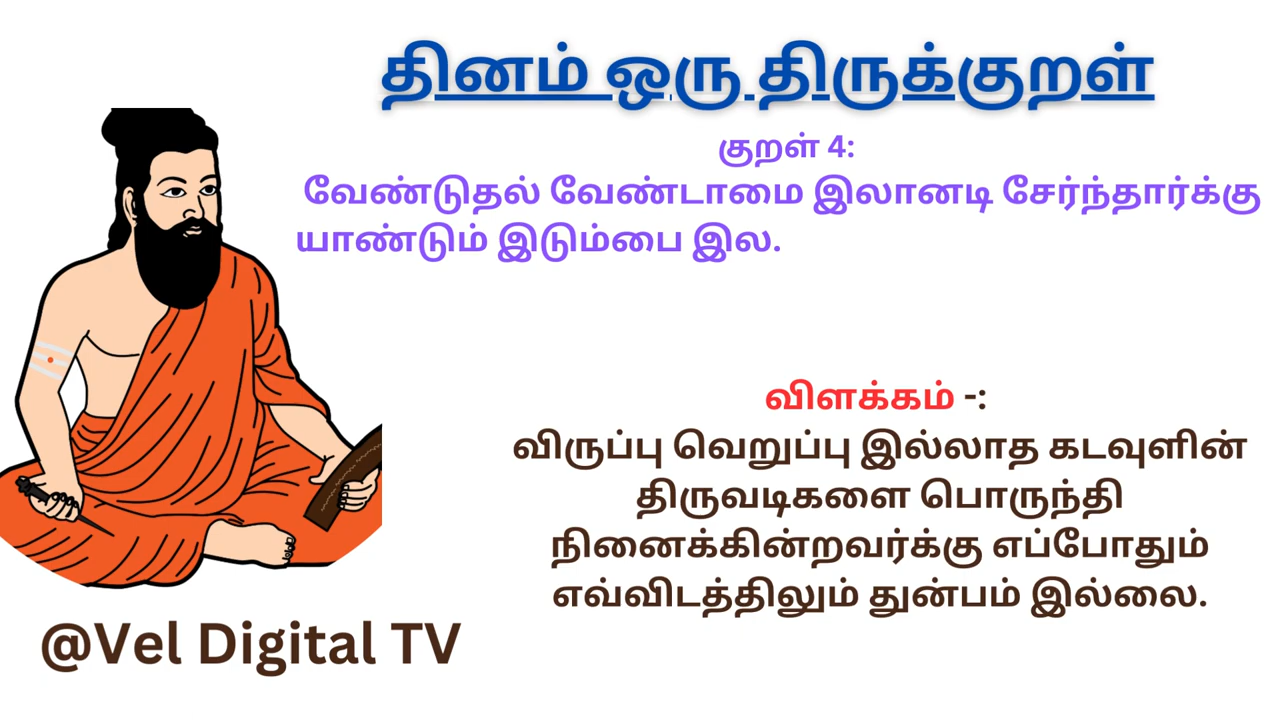 தினம் ஒரு திருக்குறள்
குறள் 4:
வேண்டுதல் வேண்டாமை இலானடி சேர்ந்தார்க்கு
யாண்டும் இடும்பை இல.
விளக்கம் -:
விருப்பு வெறுப்பு இல்லாத கடவுளின்
திருவடிகளை பொருந்தி
நினைக்கின்றவர்க்கு எப்போதும்
எவ்விடத்திலும் துன்பம் இல்லை.
@Vel Digital TV